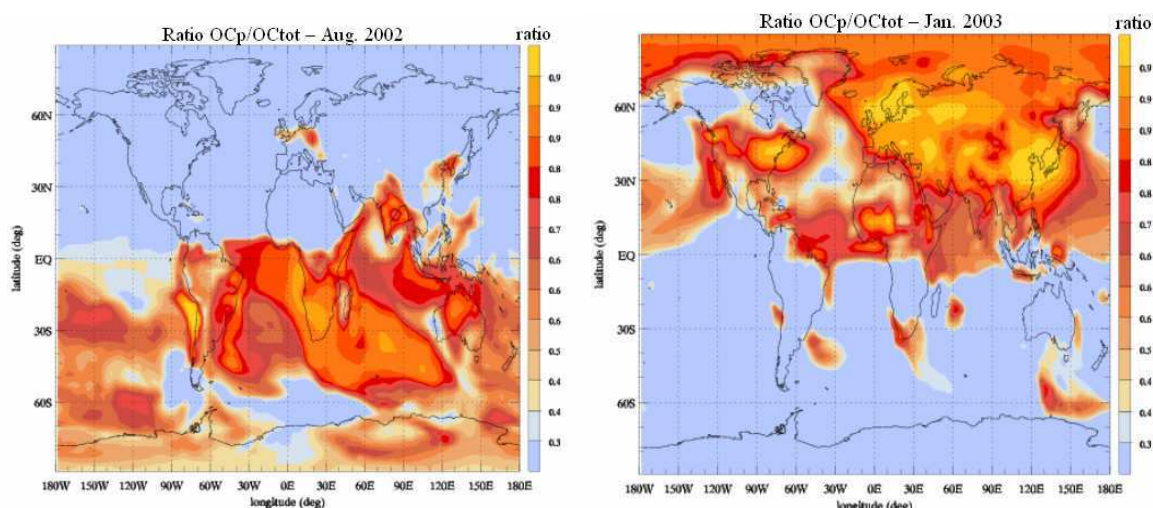 Ratio OCp/OCtot – Aug. 2002 ratio
0.9
0.9
0.9
0.8
0.8
0.7
0.7
0.6
0.6
0.5
0.4
0.4
0.3
60N
30N
EQ
30S
60S
latitude (deg)
180W 150W 120W 90W 60W 30W 0E 30E 60E 90E 120E 150E 180E
longitude (deg)
Ratio OCp/OCtot – Jan. 2003 ratio
0.9
0.9
0.9
0.8
0.8
0.7
0.7
0.6
0.6
0.5
0.4
0.4
0.3
60N
30N
EQ
30S
60S
latitude (deg)
180W 150W 120W 90W 60W 30W 0E 30E 60E 90E 120E 150E 180E
longitude (deg)